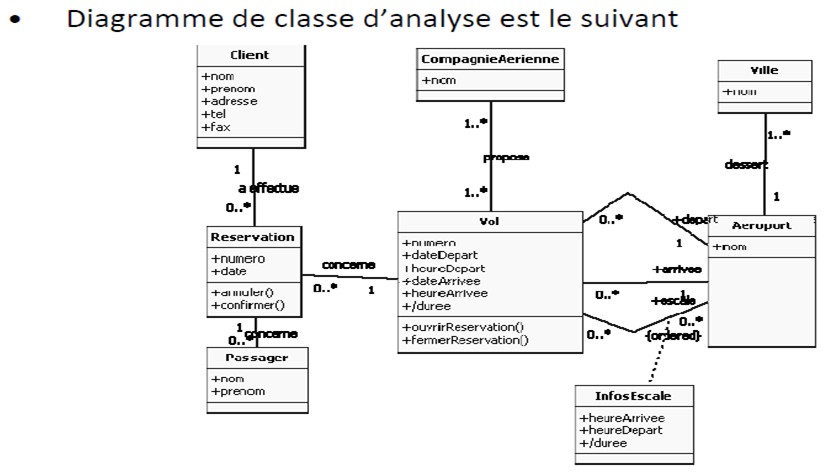 • Diagramme de classe d'analyse est le suivant
Client
+nom
+prenom
+adresse
+tel
+fax
CompagnieAerienne
+nom
Ville
+nom
1..*
propose
1..*
1..*
dessert
1
1
a effectue
0..*
Reservation
+numero
+date
+annuler()
+confirmer()
concerne
0..*
1
Vol
+numero
+dateDepart
+heureDepart
+dateArrivee
+heureArrivee
+/duree
+ouvrirReservation()
+fermerReservation()
0..*
+depart
1
+arrivee
0..*
1
+escale
0..*
0..*
{ordered}
Aeroport
+nom
1
concerne
0..*
Passager
+nom
+prenom
InfosEscale
+heureArrivee
+heureDepart
+/duree